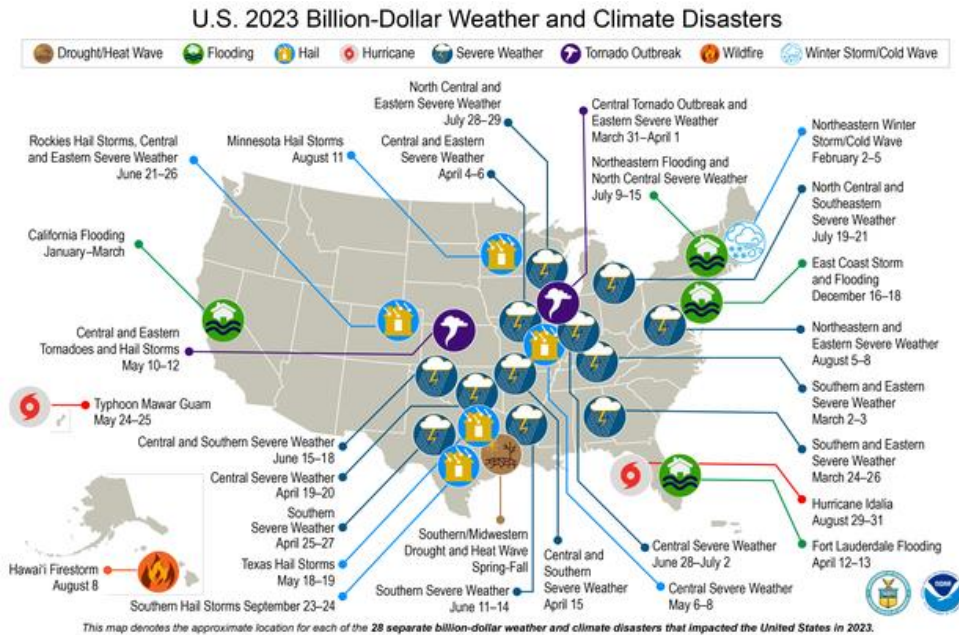 U.S. 2023 Billion-Dollar Weather and Climate Disasters
Drought/Heat Wave
Flooding
Hail
Hurricane
Severe Weather
Tornado Outbreak
Wildfire
Winter Storm/Cold Wave
North Central and
Eastern Severe Weather
July 28–29
Central Tornado Outbreak and
Eastern Severe Weather
March 31–April 1
Northeastern Winter
Storm/Cold Wave
February 2–5
Rockies Hail Storms, Central
and Eastern Severe Weather
June 21–26
Minnesota Hail Storms
August 11
Central and Eastern
Severe Weather
April 4–6
Northeastern Flooding and
North Central Severe Weather
July 9–15
North Central and
Southeastern
Severe Weather
July 19–21
California Flooding
January–March
East Coast Storm
and Flooding
December 16–18
Central and Eastern
Tornadoes and Hail Storms
May 10–12
Northeastern and
Eastern Severe Weather
August 5–8
Typhoon Mawar Guam
May 24–25
Southern and Eastern
Severe Weather
March 2–3
Central and Southern Severe Weather
June 15–18
Southern and Eastern
Severe Weather
March 24–26
Central Severe Weather
April 19–20
Hurricane Idalia
August 29–31
Southern
Severe Weather
April 25–27
Fort Lauderdale Flooding
April 12–13
Texas Hail Storms
May 18–19
Southern/Midwestern
Drought and Heat Wave
Spring-Fall
Central and
Southern
Severe Weather
April 15
Central Severe Weather
June 28–July 2
Hawai‘i Firestorm
August 8
Southern Hail Storms September 23–24
Southern Severe Weather
June 11–14
Central Severe Weather
May 6–8
NOAA
This map denotes the approximate location for each of the 28 separate billion-dollar weather and climate disasters that impacted the United States in 2023.